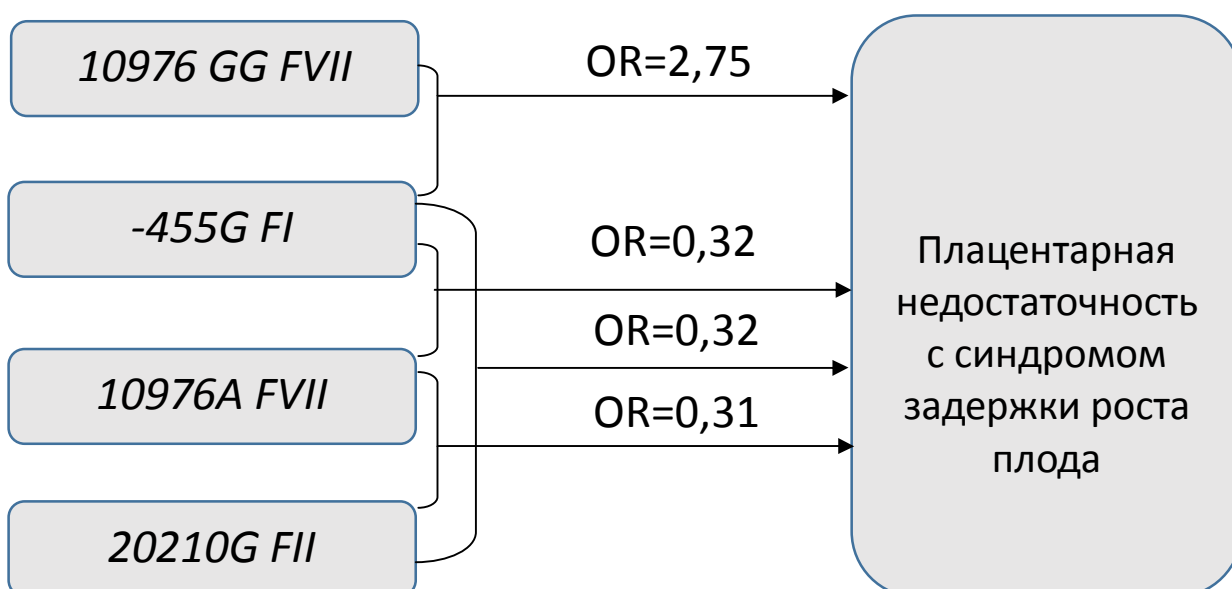 10976 GG FVII
OR=2,75
-455G FI
OR=0,32
OR=0,32
10976A FVII
OR=0,31
20210G FII
Плацентарная
недостаточность
с синдромом
задержки роста
плода